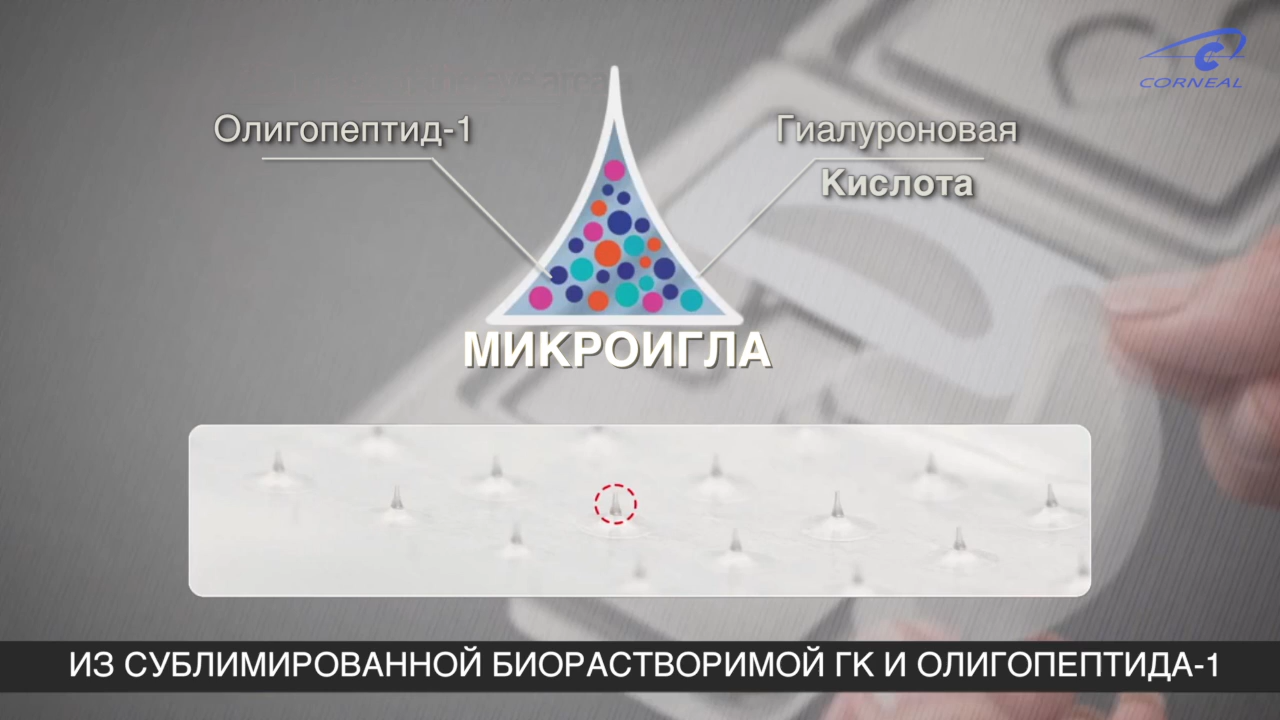 CORNEAL
Олигопептид-1
Гиалуроновая
Кислота
МИКРОИГЛА
ИЗ СУБЛИМИРОВАННОЙ БИОРАСТВОРИМОЙ ГК И ОЛИГОПЕПТИДА-1